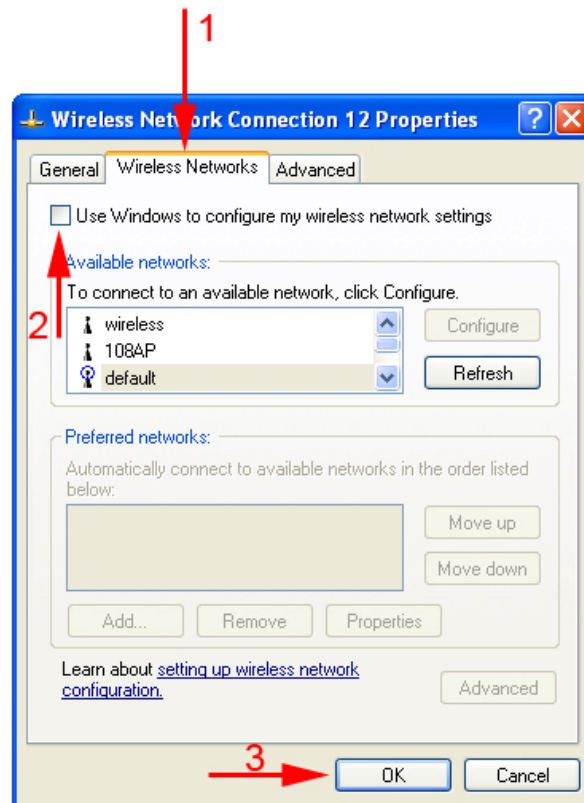 1
Wireless Network Connection 12 Properties
General Wireless Networks Advanced
Use Windows to configure my wireless network settings
2
Available networks:
To connect to an available network, click Configure.
wireless
108AP
default
Configure
Refresh
Preferred networks:
Automatically connect to available networks in the order listed
below:
Move up
Move down
Add... Remove Properties
Learn about setting up wireless network
configuration.
Advanced
3
OK Cancel